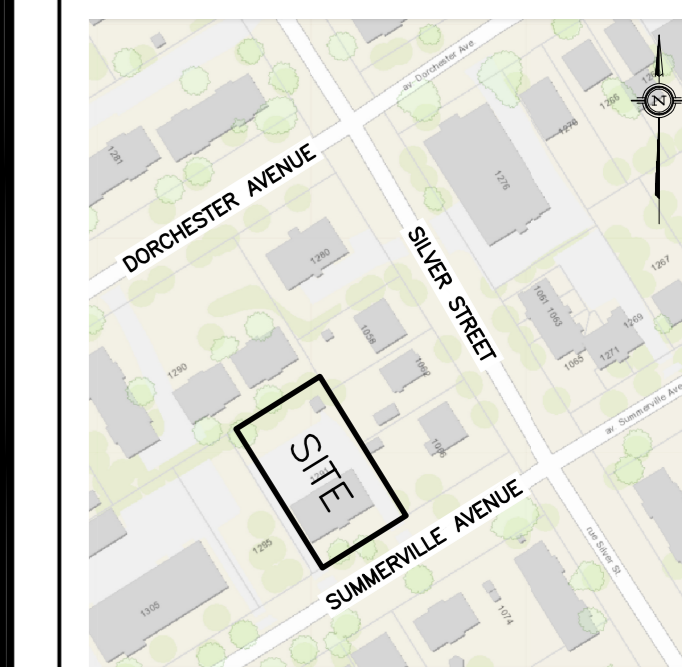 av Dorchester Ave
N
1268
1276
1281
1276
DORCHESTER AVENUE
SILVER STREET
1280
1267
1061 1063
1269
1058
1271
1065
1290
SITE
SUMMERVILLE AVENUE
av Summerville Ave
1295
rue Silver St
1305
1074